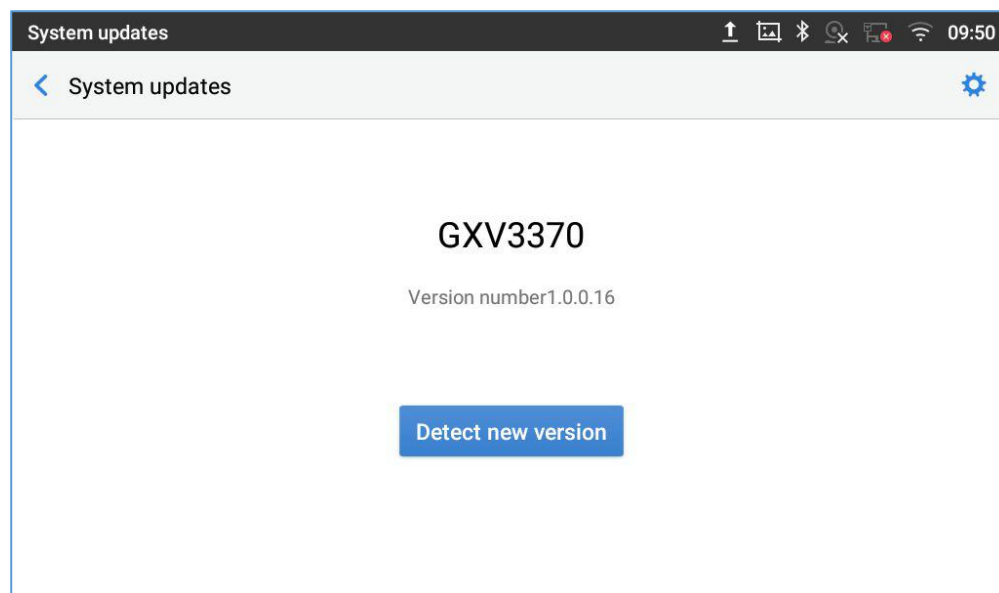 System updates
09:50
System updates
GXV3370
Version number1.0.0.16
Detect new version